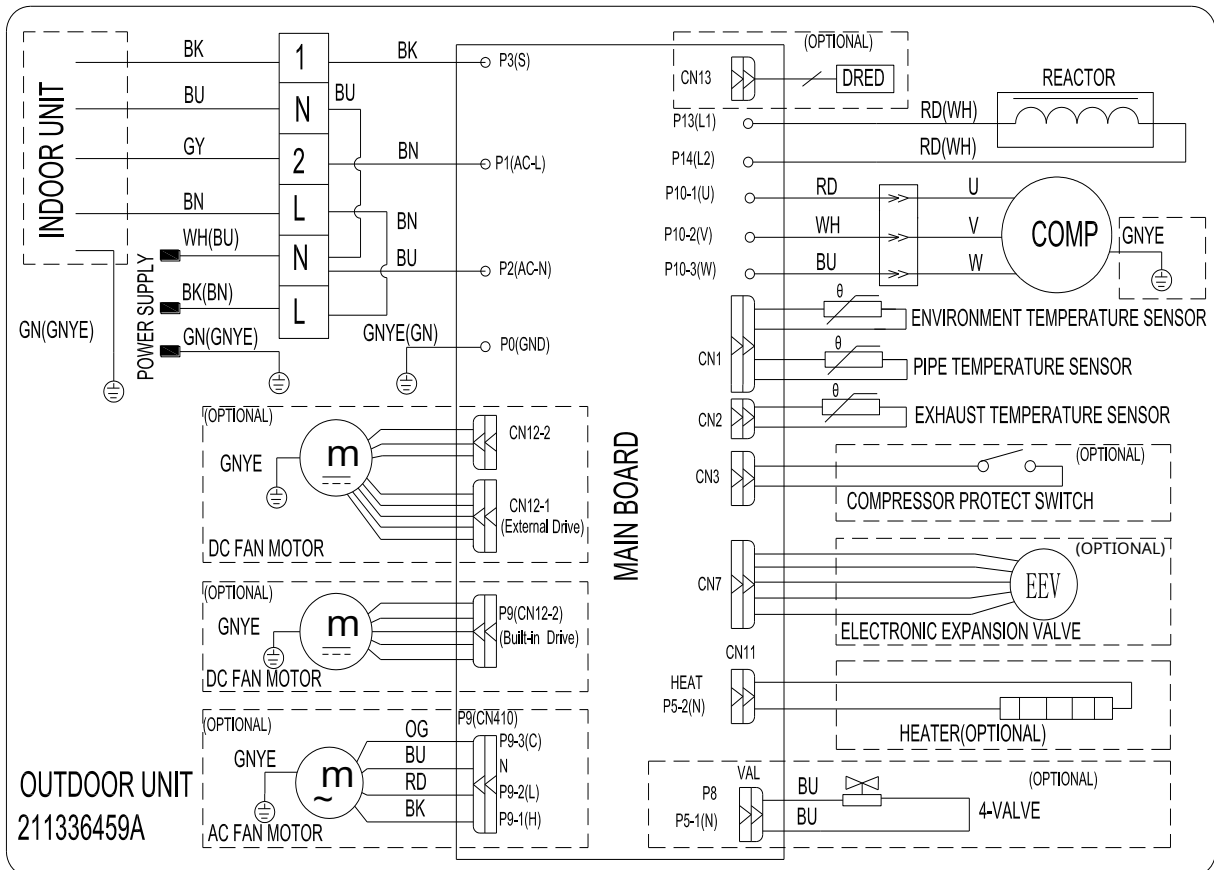 INDOOR UNIT
BK
BU
GY
BN
1
N
2
L
N
L
BU
BK
P3(S)
BN
P1(AC-L)
BN
BU
P2(AC-N)
POWER SUPPLY
WH(BU)
BK(BN)
GN(GNYE)
GN(GNYE)
GNYE(GN)
P0(GND)
(OPTIONAL)
GNYE
m
CN12-2
CN12-1
(External Drive)
DC FAN MOTOR
(OPTIONAL)
GNYE
m
P9(CN12-2)
(Built-in Drive)
DC FAN MOTOR
(OPTIONAL)
GNYE
m
~
OG
BU
RD
BK
P9(CN410)
P9-3(C)
N
P9-2(L)
P9-1(H)
AC FAN MOTOR
OUTDOOR UNIT
211336459A
MAIN BOARD
(OPTIONAL)
CN13
DRED
REACTOR
P13(L1)
RD(WH)
P14(L2)
RD(WH)
P10-1(U)
RD
U
P10-2(V)
WH
V
P10-3(W)
BU
W
COMP
GNYE
CN1
θ
ENVIRONMENT TEMPERATURE SENSOR
θ
PIPE TEMPERATURE SENSOR
CN2
θ
EXHAUST TEMPERATURE SENSOR
CN3
(OPTIONAL)
COMPRESSOR PROTECT SWITCH
CN7
(OPTIONAL)
EEV
ELECTRONIC EXPANSION VALVE
CN11
HEAT
P5-2(N)
HEATER(OPTIONAL)
VAL
P8
P5-1(N)
BU
BU
(OPTIONAL)
4-VALVE